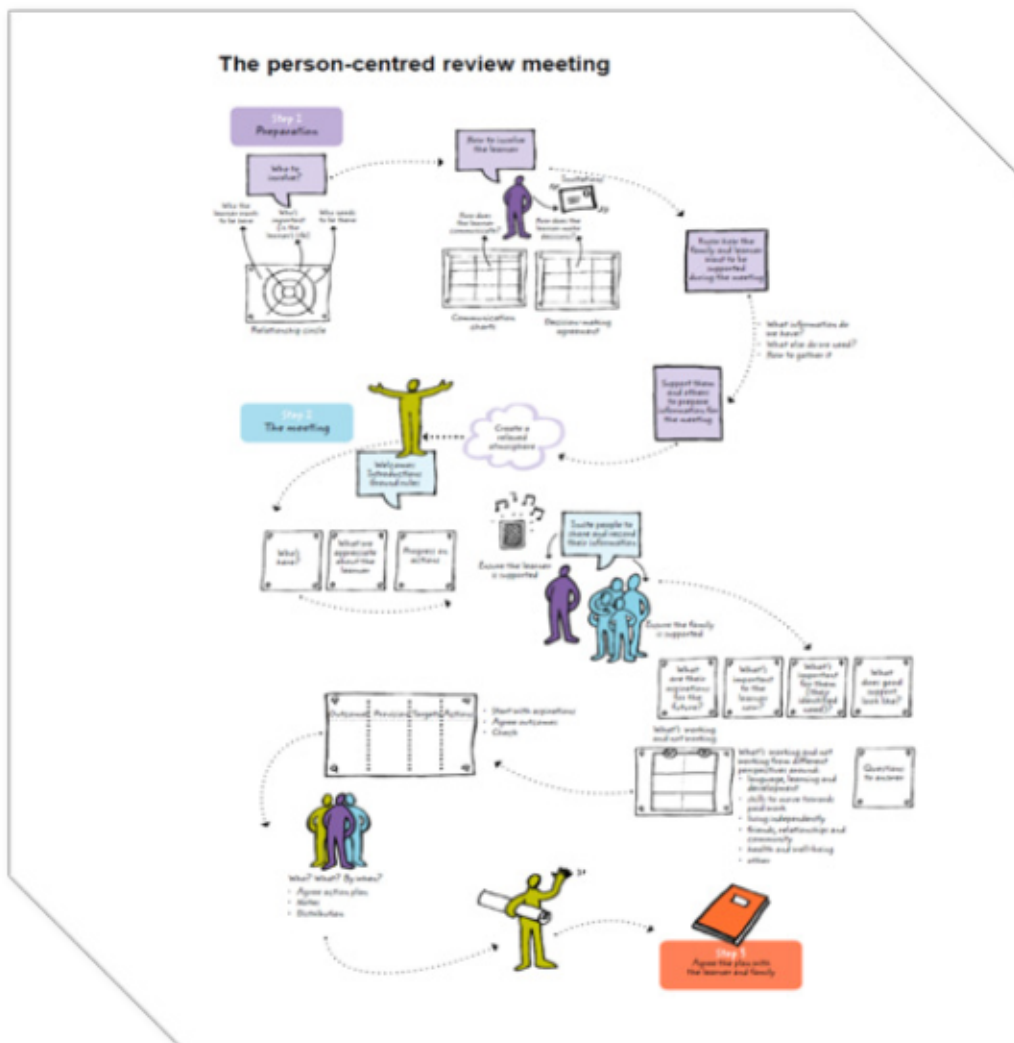 The person-centred review meeting
Step 1
Preparation
Who to
involve?
Who the
learner wants
to be there
Who's
important
in the
learner's life?
Who needs
to be there
Relationship circle
How to involve
the learner
Invitations
How does
the learner
communicate?
How does the
learner make
decisions?
Communication
charts
Decision-making
agreement
Know how the
family and learner
want to be
supported
during the meeting
• What information do
we have?
• What else do we need?
• How to gather it
Support them
and others
to prepare
information for
the meeting
Step 2
The meeting
Create a
relaxed
atmosphere
Welcome:
Introductions
Ground rules
Who's
here?
What we
appreciate
about the
learner
Progress on
actions
Invite people to
share and record
their information
Ensure the learner
is supported
Ensure the family
is supported
What
are their
aspirations
for the
future?
What's
important
to the
learner
now?
What's
important
for them
(their
identified
need)?
What
does good
support
look like?
What's working
and not working
What's working and not
working from different
perspectives around:
• language, learning and
development
• skills to move towards
paid work
• living independently
• friends, relationships and
community
• health and well-being
• other
Questions
to answer
Outcomes Provision Targets Actions
• Start with aspirations
• Agree outcomes
• Check
Who? What? By when?
• Agree action plan
• Notes
• Distribution
Step 3
Agree the plan with
the learner and family